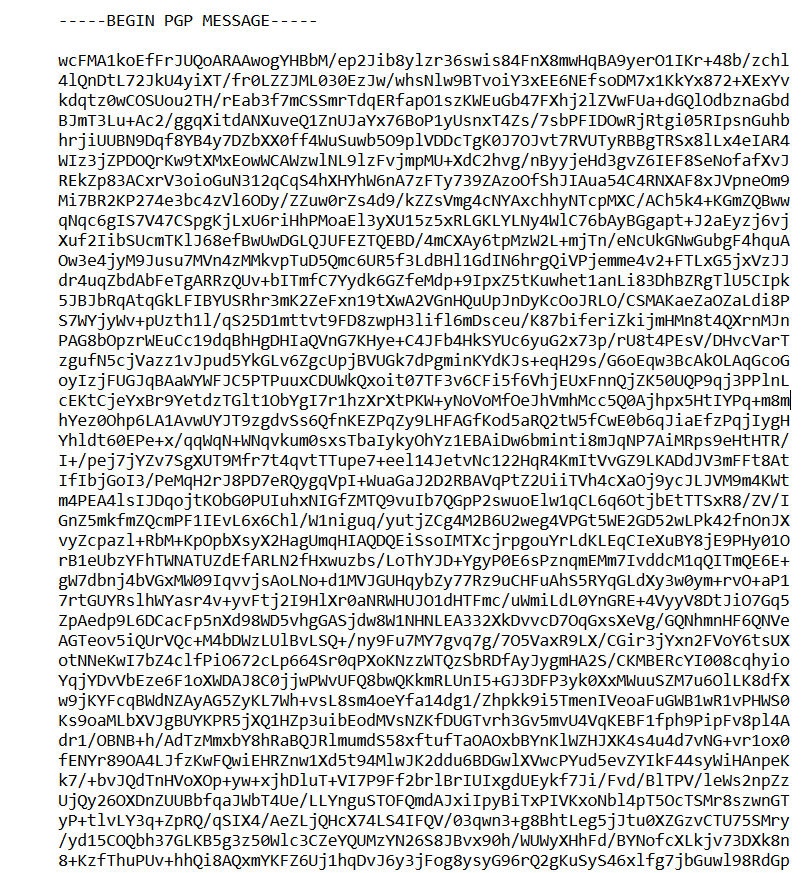 -----BEGIN PGP MESSAGE-----
wcFMA1koEfFrJUQoARAAwogYHBbM/ep2Jib8ylzr36swis84FnX8mwHqBA9yerO1IKr+48b/zchl
4lQnDtL72JkU4yiXT/fr0LZZJML030EzJw/whsNlw9BTvoiY3xEE6NEfsoDM7x1KkYx872+XExYv
kdqtz0wCOSUou2TH/rEab3f7mCSSmrTdqERfapO1szKWEuGb47FXhj2lZVwFUa+dGQlOdbznaGbd
BJmT3Lu+Ac2/ggqXitdANXuveQ1ZnUJaYx76BoP1yUsnxT4Zs/7sbPFIDOwRjRtgi05RIpsnGuhb
hrjiUUBN9Dqf8YB4y7DZbXX0ff4WuSuwb5O9plVDDcTgK0J7OJvt7RVUTyRBBgTRSx8lLx4eIAR4
WIz3jZPDOQrKw9tXMxEowWCAWzwlNL9lzFvjmpMU+XdC2hvg/nByyjeHd3gvZ6IEF8SeNofafXvJ
REkZp83ACxrV3oioGuN312qCqS4hXHYhW6nA7zFTy739ZAzoOfShJIAua54C4RNXAF8xJVpneOm9
Mi7BR2KP274e3bc4zVl6ODy/ZZuw0rZs4d9/kZZsVmg4cNYAxchhyNTcpMXC/ACh5k4+KGmZQBww
qNqc6gIS7V47CSpgKjLxU6riHhPMoaEl3yXU15z5xRLGKLYLNy4WlC76bAyBGgapt+J2aEyzj6vj
Xuf2IibSUcmTKlJ68efBwUwDGLQJUFEZTQEBD/4mCXAy6tpMzW2L+mjTn/eNcUkGNwGubgF4hquA
Ow3e4jyM9Jusu7MVn4zMMkvpTuD5Qmc6UR5f3LdBHl1GdIN6hrgQiVPjemme4v2+FTLxG5jxVzJJ
dr4uqZbdAbFeTgARRzQUv+bITmfC7Yydk6GZfeMdp+9IpxZ5tKuwhet1anLi83DhBZRgTlU5CIpk
5JBJbRqAtqGkLFIBYUSRhr3mK2ZeFxn19tXwA2VGnHQuUpJnDyKcOoJRLO/CSMAKaeZaOZaLdi8P
S7WYjyWv+pUzth1l/qS25D1mttvt9FD8zwpH3lifl6mDsceu/K87biferiZkijmHMn8t4QXrnMJn
PAG8bOpzrWEuCc19dqBhHgDHIaQVnG7KHye+C4JFb4HkSYUc6yuG2x73p/rU8t4PEsV/DHvcVarT
zgufN5cjVazz1vJpud5YkGLv6ZgcUpjBVUGk7dPgminKYdKJs+eqH29s/G6oEqw3BcAkOLAqGcoG
oyIzjFUGJqBAaWYWFJC5PTPuuxCDUWkQxoit07TF3v6CFi5f6VhjEUxFnnQjZK50UQP9qj3PPlnL
cEKtCjeYxBr9YetdzTGlt1ObYgI7r1hzXrXtPKW+yNoVoMfOeJhVmhMcc5Q0Ajhpx5HtIYPq+m8m
hYez0Ohp6LA1AvwUYJT9zgdvSs6QfnKEZPqZy9LHFAGfKod5aRQ2tW5fCwE0b6qJiaEfzPqjIygH
Yhldt60EPe+x/qqWqN+WNqvkum0sxsTbaIykyOhYz1EBAiDw6bminti8mJqNP7AiMRps9eHtHTR/
I+/pej7jYZv7SgXUT9Mfr7t4qvtTTupe7+eel14JetvNc122HqR4KmItVvGZ9LKADdJV3mFFt8At
IfIbjGoI3/PeMqH2rJ8PD7eRQygqVpI+WuaGaJ2D2RBAVqPtZ2UiiTVh4cXaOj9ycJLJVM9m4KWt
m4PEA4lsIJDqojtKObG0PUIuhxNIGfZMTQ9vuIb7QGpP2swuoElw1qCL6q6OtjbEtTTSxR8/ZV/I
GnZ5mkfmZQcmPF1IEvL6x6Chl/W1niguq/yutjZCg4M2B6U2weg4VPGt5WE2GD52wLPk42fnOnJX
vyZcpazl+RbM+KpOpbXsyX2HagUmqHIAQDQEiSsoIMTXcjrpgouYrLdKLEqCIeXuBY8jE9PHy01O
rB1eUbzYFhTWNATUZdEfARLN2fHxwuzbs/LoThYJD+YgyP0E6sPznqmEMm7IvddcM1qQITmQE6E+
gW7dbnj4bVGxMW09IqvvjsAoLNo+d1MVJGUHqybZy77Rz9uCHFuAhS5RYqGLdXy3w0ym+rvO+aP1
7rtGUYRslhWYasr4v+yvFtj2I9HlXr0aNRWHUJO1dHTFmc/uWmiLdL0YnGRE+4VyyV8DtJiO7Gq5
ZpAedp9L6DCacFp5nXd98WD5vhgGASjdw8W1NHNLEA332XkDvvcD7OqGxsXeVg/GQNhmnHF6QNVe
AGTeov5iQUrVQc+M4bDWzLUlBvLSQ+/ny9Fu7MY7gvq7g/7O5VaxR9LX/CGir3jYxn2FVoY6tsUX
otNNeKwI7bZ4clfPiO672cLp664Sr0qPXoKNzzWTQzSbRDfAyJygmHA2S/CKMBERcYI008cqhyio
YqjYDvVbEze6F1oXWDAJ8C0jjwPWvUFQ8bwQKkmRLUnI5+GJ3DFP3yk0XxMWuuSZM7u6OlLK8dfX
w9jKYFcqBWdNZAyAG5ZyKL7Wh+vsL8sm4oeYfa14dg1/Zhpkk9i5TmenIVeoaFuGWB1wR1vPHWS0
Ks9oaMLbXVJgBUYKPR5jXQ1HZp3uibEodMVsNZKfDUGTvrh3Gv5mvU4VqKEBF1fph9PipFv8pl4A
dr1/OBNB+h/AdTzMmxbY8hRaBQJRlmumdS58xftufTaOAOxbBYnKlWZHJXK4s4u4d7vNG+vr1ox0
fENYr89OA4LJfzKwFQwiEHRZnw1Xd5t94MlwJK2ddu6BDGwlXVWcPYud5evZYIkF44syWiHAnpeK
k7/+bvJQdTnHVoXOp+yw+xjhDluT+VI7P9Ff2brlBrIUIxgdUEykf7Ji/Fvd/BlTPV/leWs2npZz
UjQy26OXDnZUUBbfqaJWbT4Ue/LLYnguSTOFQmdAJxiIpyBiTxPIVKxoNbl4pT5OcTSMr8szwnGT
yP+tlvLY3q+ZpRQ/qSIX4/AeZLjQHcX74LS4IFQV/03qwn3+g8BhtLeg5jJtu0XZGzvCTU75SMry
/yd15COQbh37GLKB5g3z50Wlc3CZeYQUMzYN26S8JBvx90h/WUWyXHhFd/BYNofcXLkjv73DXk8n
8+KzfThuPUv+hhQi8AQxmYKFZ6Uj1hqDvJ6y3jFog8ysyG96rQ2gKuSyS46xlfg7jbGuwl98RdGp